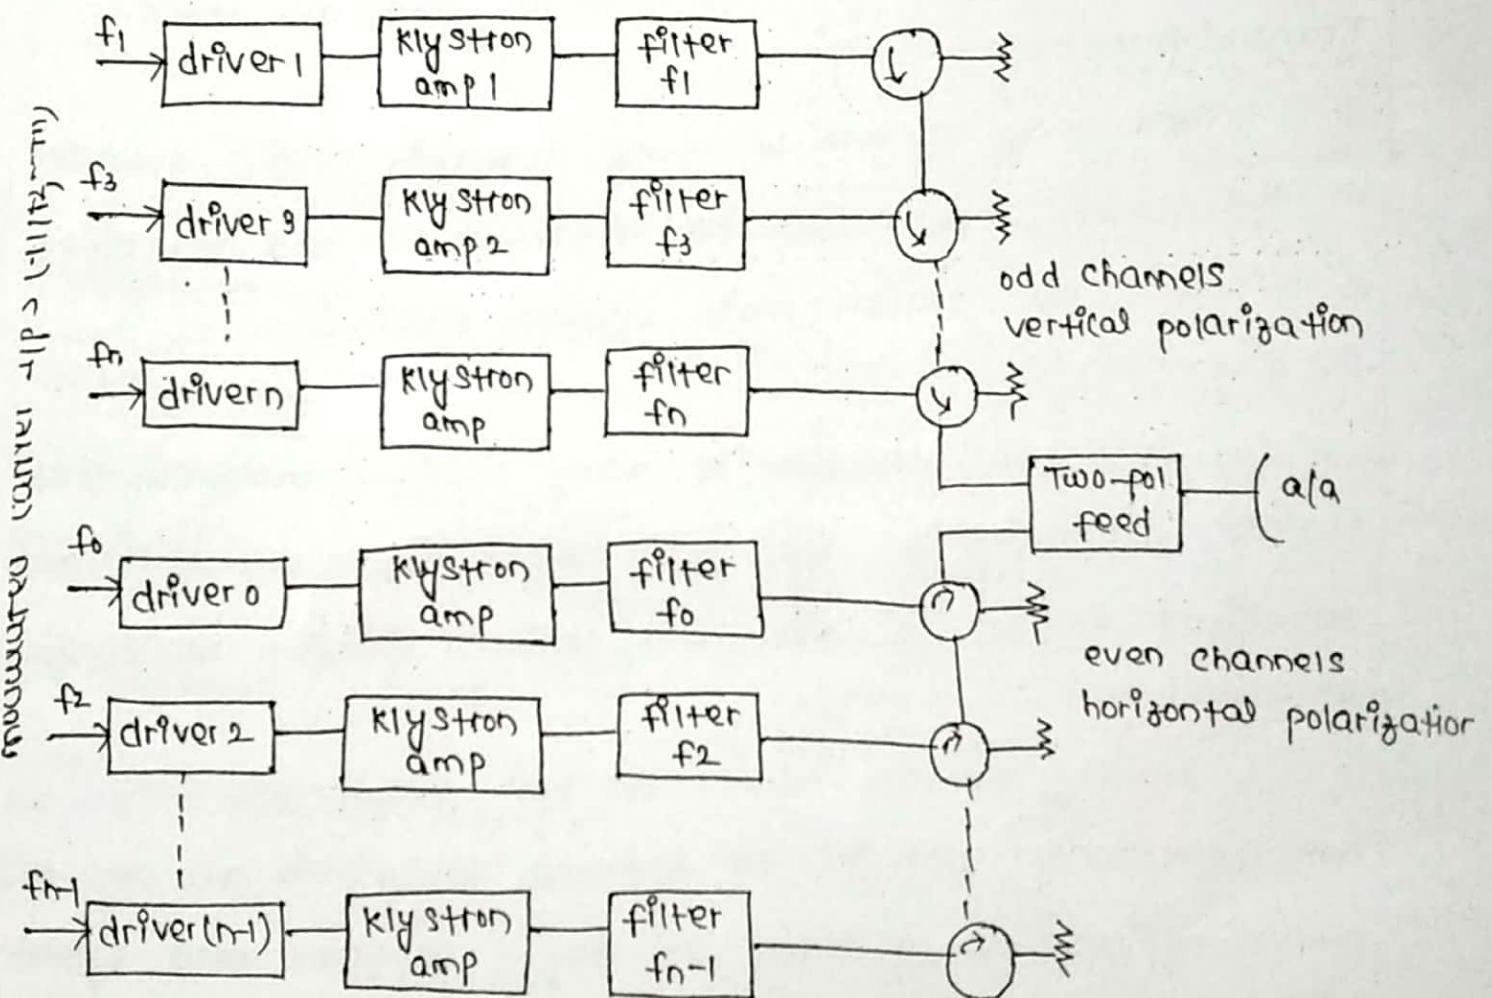 f1
driver 1
klystron
amp 1
filter
f1
f3
driver 3
klystron
amp 2
filter
f3
odd channels
vertical polarization
fn
driver n
klystron
amp
filter
fn
Two-pol
feed
a/a
f0
driver 0
klystron
amp
filter
f0
even channels
horizontal polarization
f2
driver 2
klystron
amp
filter
f2
fn-1
driver (n-1)
klystron
amp
filter
fn-1